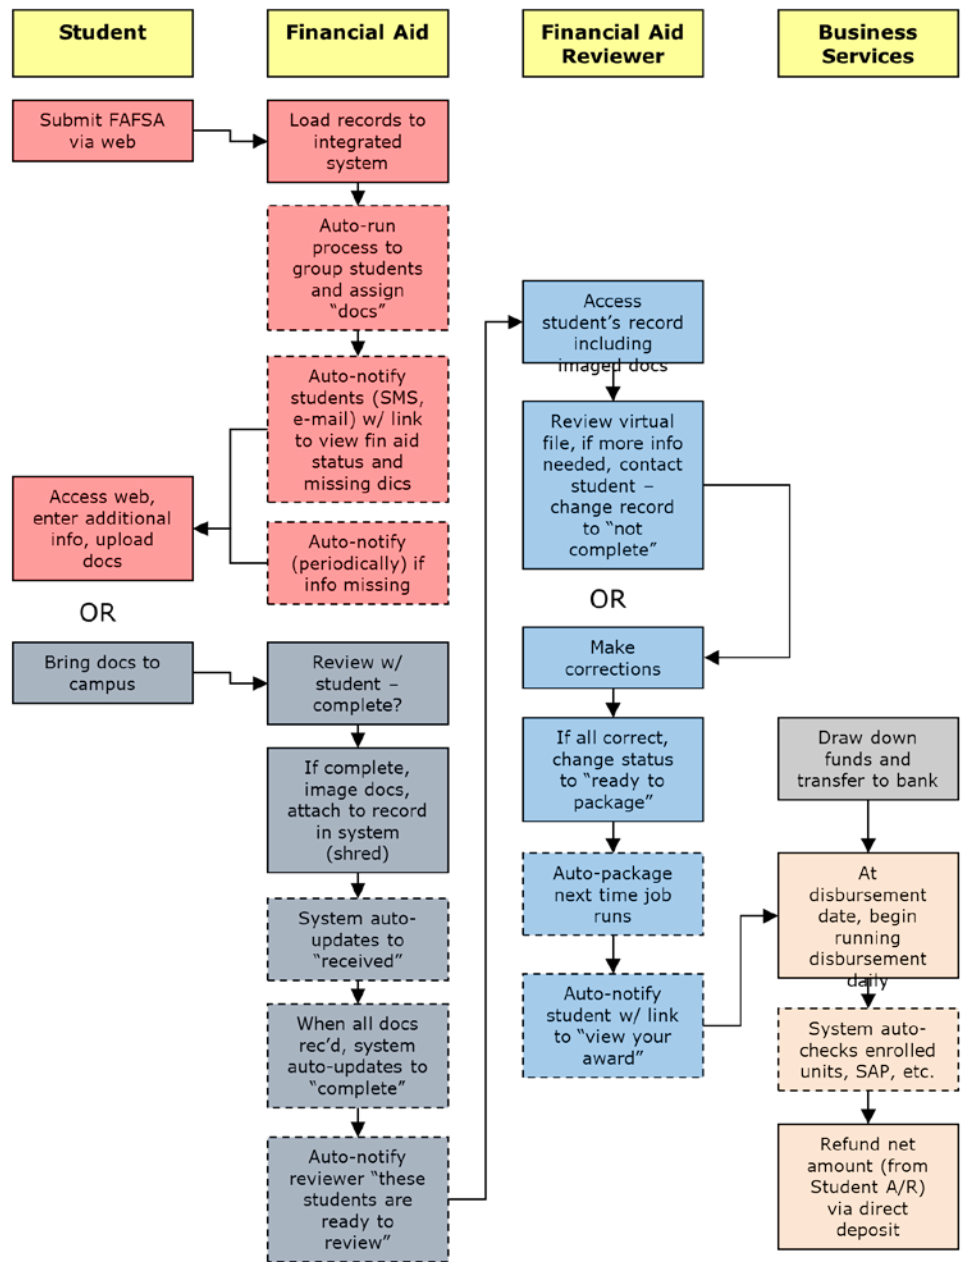 Student
Financial Aid
Financial Aid
Reviewer
Business
Services
Submit FAFSA
via web
Load records to
integrated
system
Auto-run
process to
group students
and assign
“docs”
Auto-notify
students (SMS,
e-mail) w/ link
to view fin aid
status and
missing dics
Auto-notify
(periodically) if
info missing
Access web,
enter additional
info, upload
docs
OR
Bring docs to
campus
Review w/
student –
complete?
If complete,
image docs,
attach to record
in system
(shred)
System auto-
updates to
“received”
When all docs
rec’d, system
auto-updates to
“complete”
Auto-notify
reviewer “these
students are
ready to
review”
Access
student’s record
including
imaged docs
Review virtual
file, if more info
needed, contact
student –
change record
to “not
complete”
OR
Make
corrections
If all correct,
change status
to “ready to
package”
Auto-package
next time job
runs
Auto-notify
student w/ link
to “view your
award”
Draw down
funds and
transfer to bank
At
disbursement
date, begin
running
disbursement
daily
System auto-
checks enrolled
units, SAP, etc.
Refund net
amount (from
Student A/R)
via direct
deposit